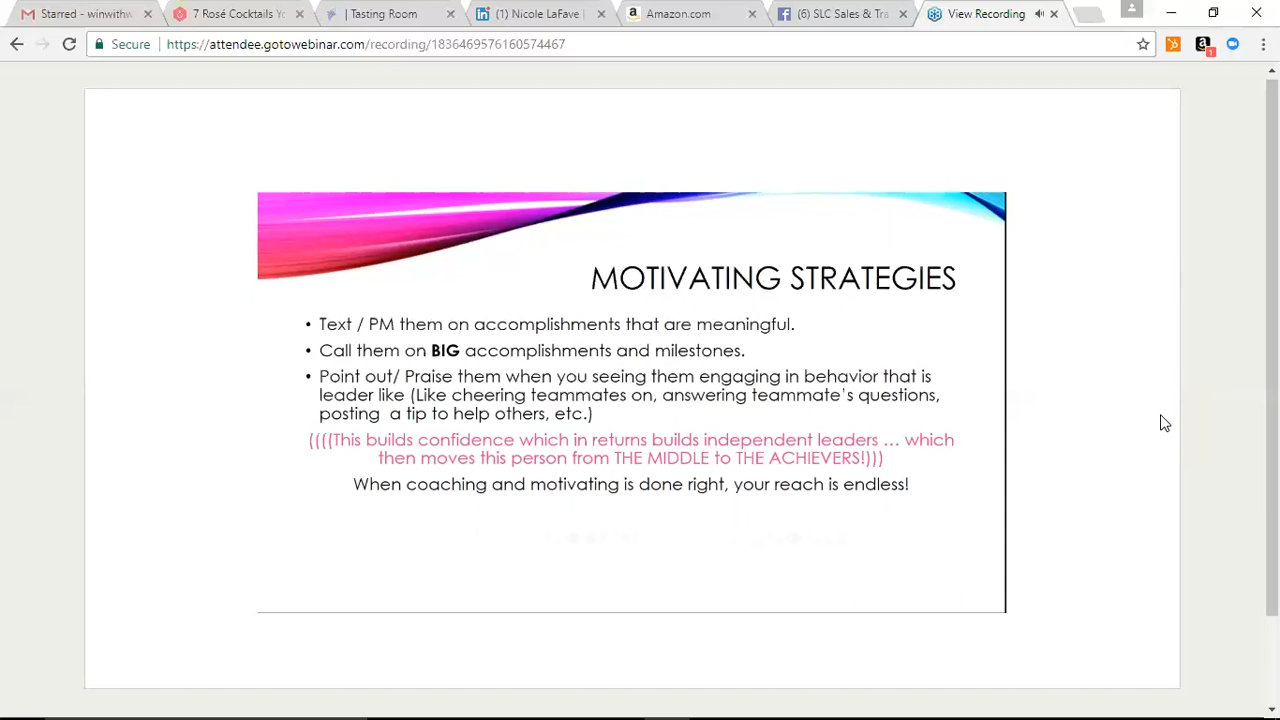 Starred - winwithw
7 Rosé Cocktails Yo
| Tasting Room
(1) Nicole LaFave |
Amazon.com
(6) SLC Sales & Tra
View Recording
Secure
https://attendee.gotowebinar.com/recording/1836459576160574467
1
MOTIVATING STRATEGIES
• Text / PM them on accomplishments that are meaningful.
• Call them on BIG accomplishments and milestones.
• Point out/ Praise them when you seeing them engaging in behavior that is
leader like (Like cheering teammates on, answering teammate's questions,
posting a tip to help others, etc.)
((((This builds confidence which in returns builds independent leaders … which
then moves this person from THE MIDDLE to THE ACHIEVERS!)))
When coaching and motivating is done right, your reach is endless!